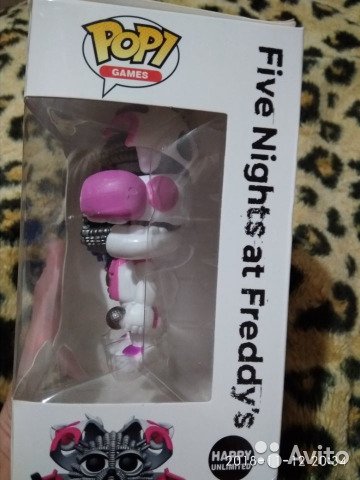 POP!
GAMES
Five Nights at Freddy's
HAPPY
UNLIMITED
Avito